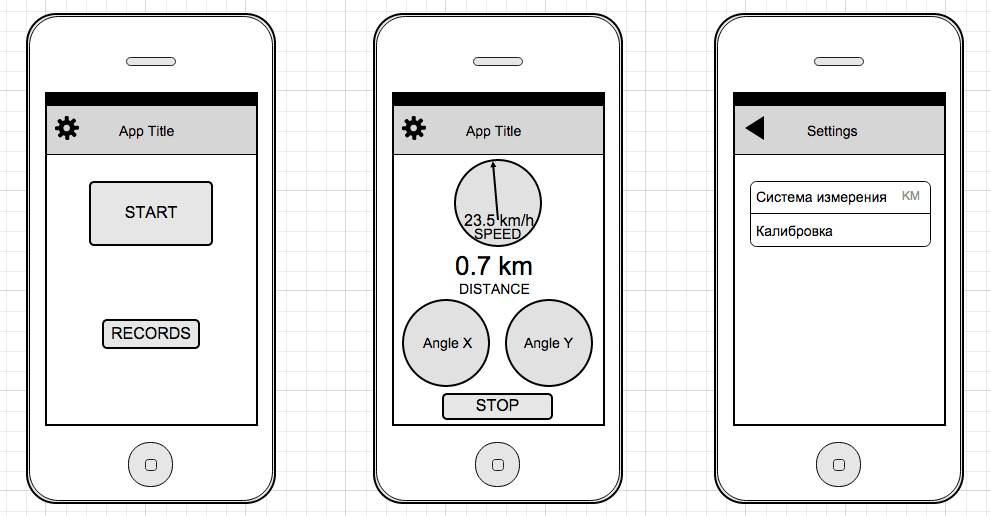 App Title
START
RECORDS
App Title
23.5 km/h
SPEED
0.7 km
DISTANCE
Angle X
Angle Y
STOP
Settings
Система измерения KM
Калибровка